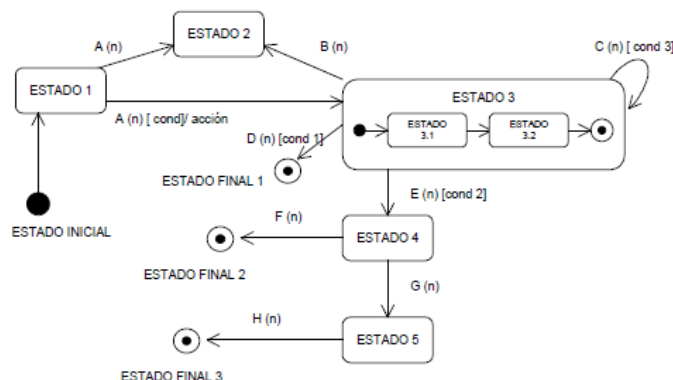 A (n)
ESTADO 2
B (n)
C (n) [ cond 3]
ESTADO 1
ESTADO 3
A (n) [ cond]/ acción
ESTADO
3.1
ESTADO
3.2
D (n) [cond 1]
ESTADO FINAL 1
E (n) [cond 2]
ESTADO INICIAL
F (n)
ESTADO 4
ESTADO FINAL 2
G (n)
H (n)
ESTADO 5
ESTADO FINAL 3